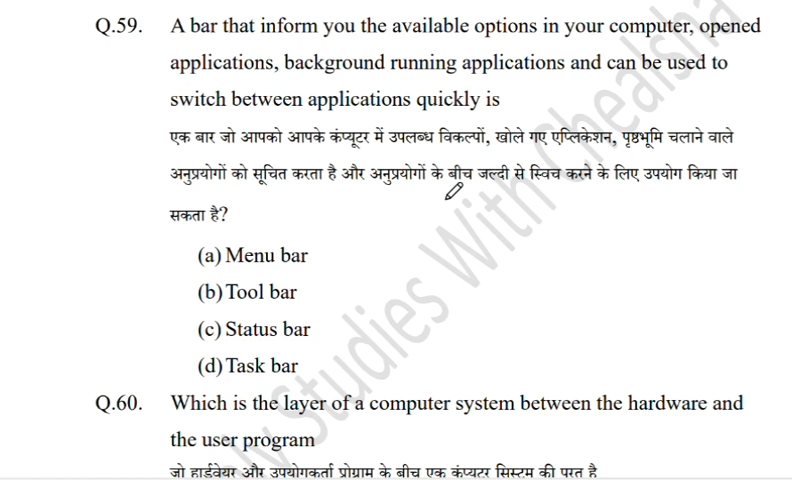 Q.59. A bar that inform you the available options in your computer, opened
applications, background running applications and can be used to
switch between applications quickly is
एक बार जो आपको आपके कंप्यूटर में उपलब्ध विकल्पों, खोले गए एप्लिकेशन, पृष्ठभूमि चलाने वाले
अनुप्रयोगों को सूचित करता है और अनुप्रयोगों के बीच जल्दी से स्विच करने के लिए उपयोग किया जा
सकता है?
(a) Menu bar
(b) Tool bar
(c) Status bar
(d) Task bar
Q.60. Which is the layer of a computer system between the hardware and
the user program
जो हार्डवेयर और उपयोगकर्ता प्रोग्राम के बीच एक कंप्यूटर सिस्टम की परत है
Studies With